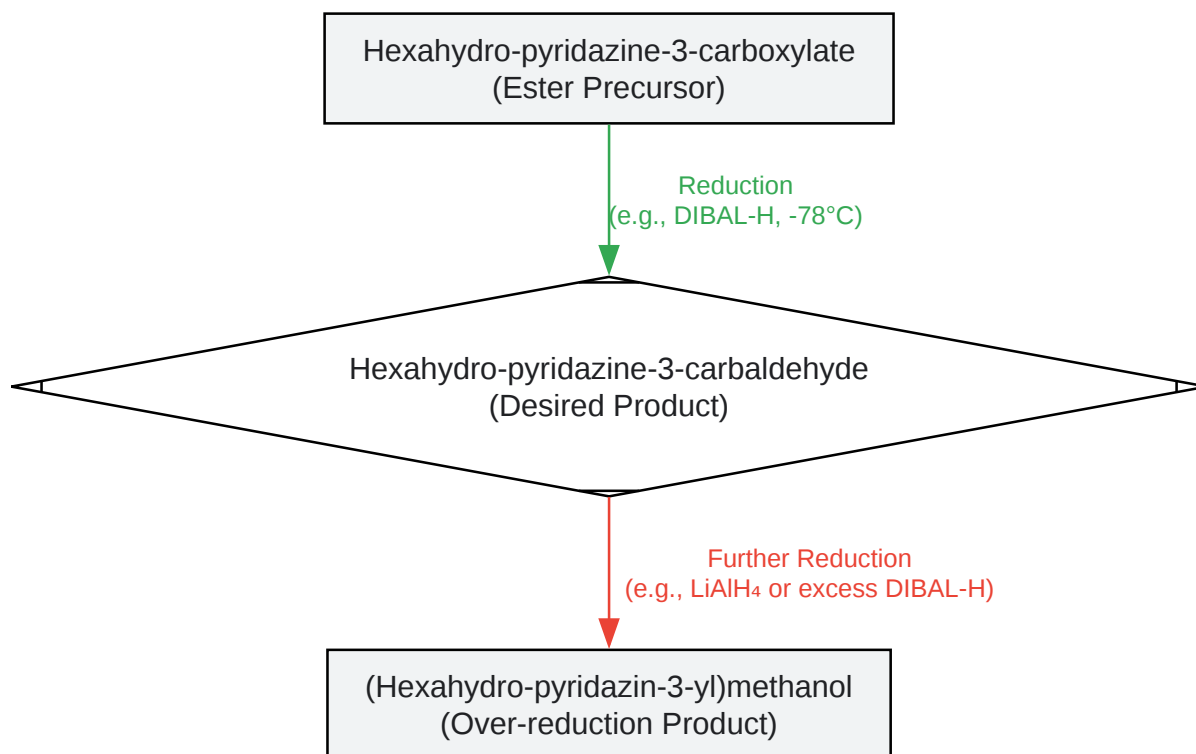 Hexahydro-pyridazine-3-carboxylate
(Ester Precursor)
Reduction
(e.g., DIBAL-H, -78°C)
Hexahydro-pyridazine-3-carbaldehyde
(Desired Product)
Further Reduction
(e.g., LiAlH₄ or excess DIBAL-H)
(Hexahydro-pyridazin-3-yl)methanol
(Over-reduction Product)